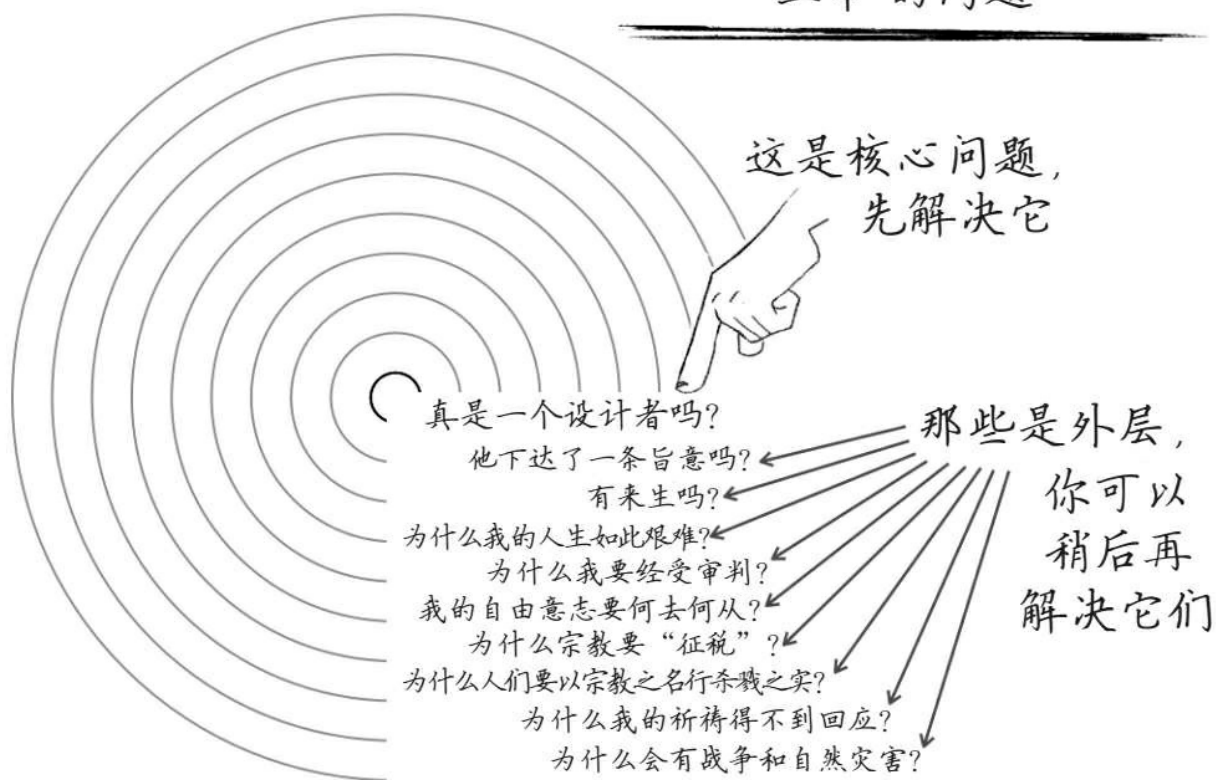 的问题
这是核心问题,
先解决它
真是一个设计者吗?
他下达了一条旨意吗?
有来生吗?
为什么我的人生如此艰难?
为什么我要经受审判?
我的自由意志要何去何从?
为什么宗教要“征税”?
为什么人们要以宗教之名行杀戮之实?
为什么我的祈祷得不到回应?
为什么会有战争和自然灾害?
那些是外层,
你可以
稍后再
解决它们